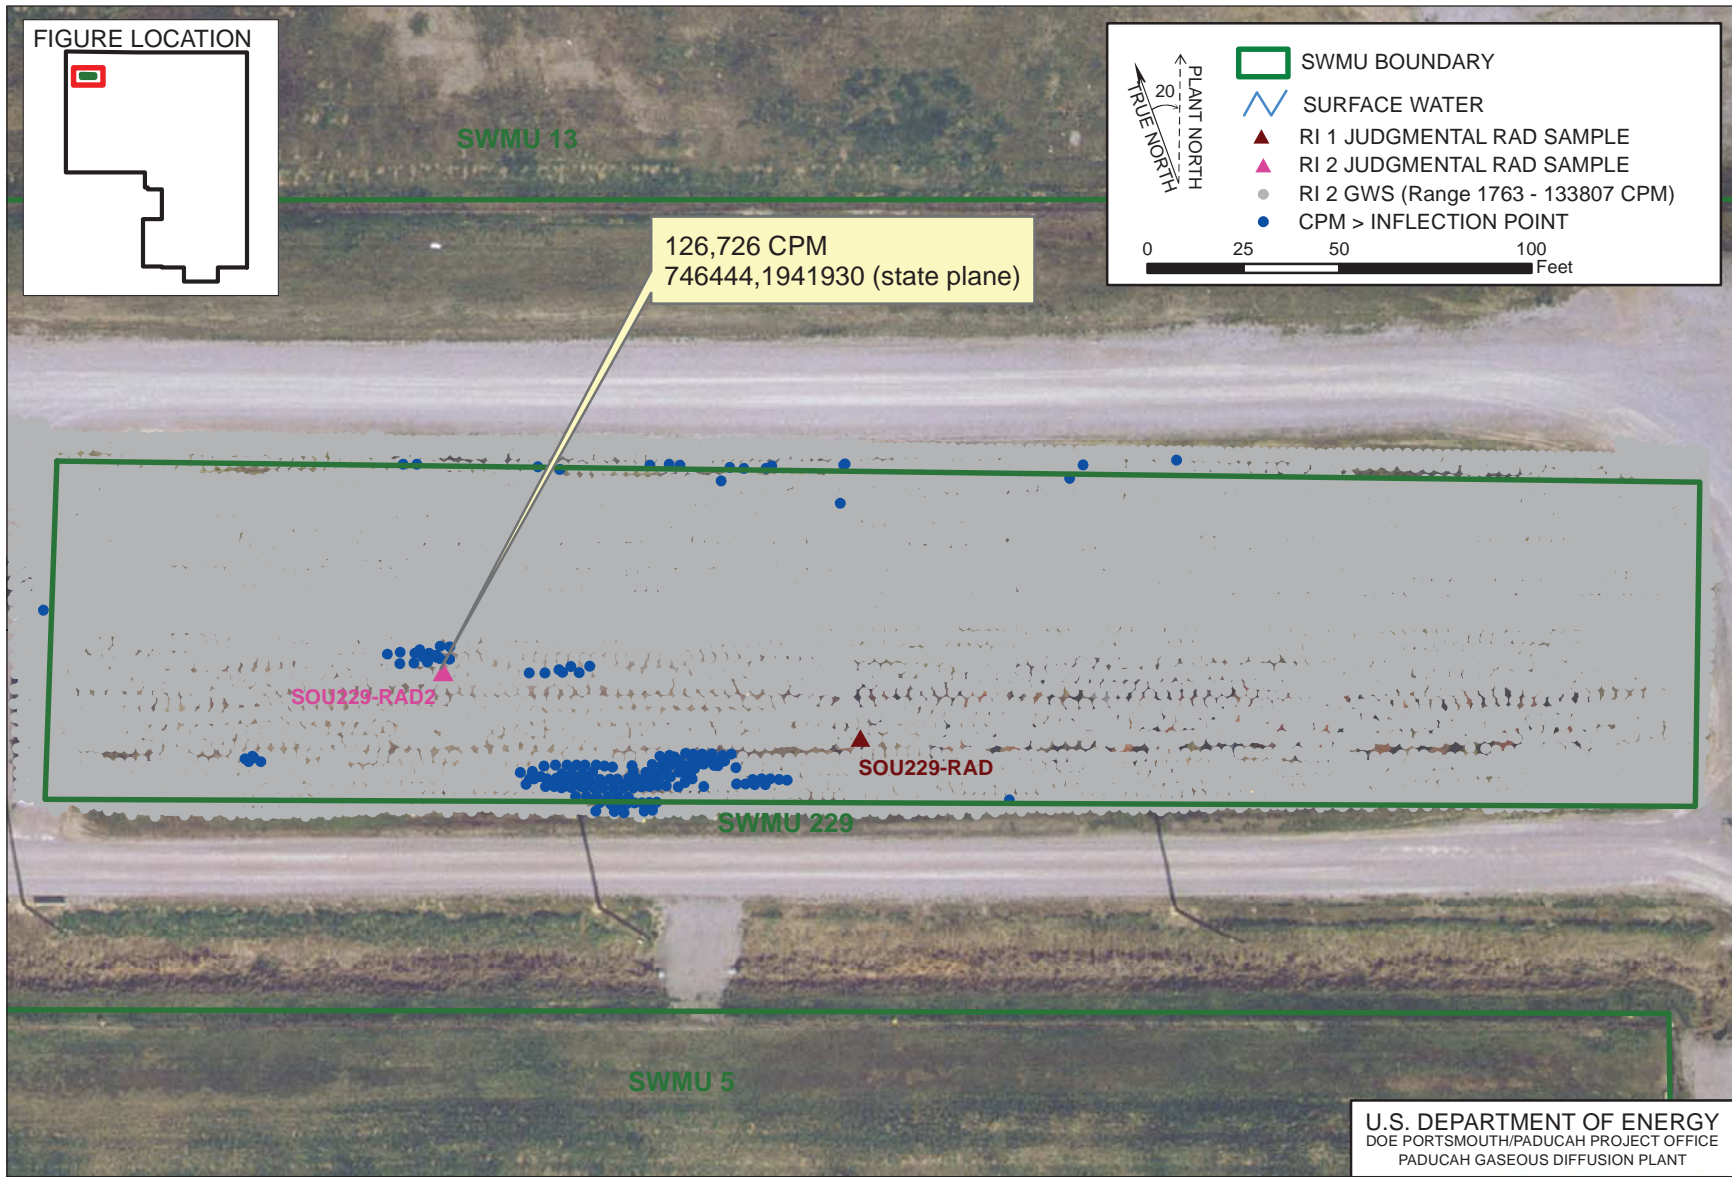 FIGURE LOCATION
SWMU 13
TRUE NORTH
20
PLANT NORTH
SWMU BOUNDARY
SURFACE WATER
RI 1 JUDGMENTAL RAD SAMPLE
RI 2 JUDGMENTAL RAD SAMPLE
RI 2 GWS (Range 1763 - 133807 CPM)
CPM > INFLECTION POINT
0 25 50 100
Feet
126,726 CPM
746444,1941930 (state plane)
SOU229-RAD2
SOU229-RAD
SWMU 229
SWMU 5
U.S. DEPARTMENT OF ENERGY
DOE PORTSMOUTH/PADUCAH PROJECT OFFICE
PADUCAH GASEOUS DIFFUSION PLANT